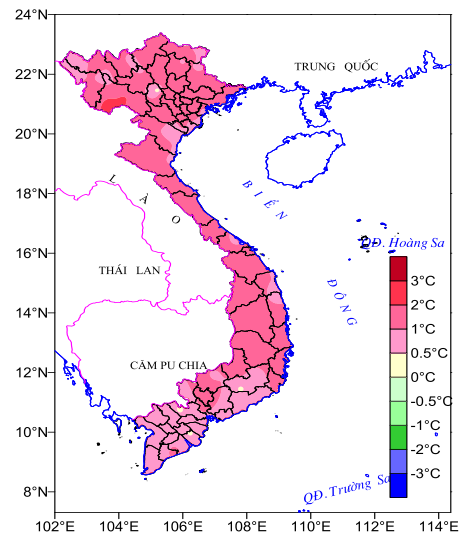 24°N
22°N
20°N
18°N
16°N
14°N
12°N
10°N
8°N
TRUNG QUỐC
LÀO
BIỂN
QĐ. Hoàng Sa
THÁI LAN
ĐÔNG
CĂM PU CHIA
3°C
2°C
1°C
0.5°C
0°C
-0.5°C
-1°C
-2°C
-3°C
QĐ. Trường Sa
102°E 104°E 106°E 108°E 110°E 112°E 114°E